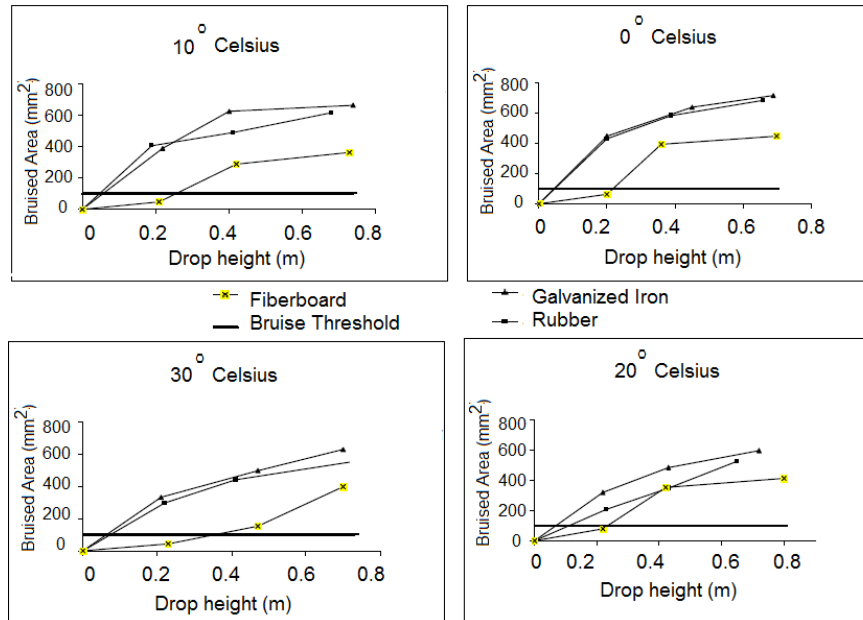 10° Celsius
Bruised Area (mm²)
800
600
400
200
0
0 0.2 0.4 0.6 0.8
Drop height (m)
0° Celsius
Bruised Area (mm²)
800
600
400
200
0
0 0.2 0.4 0.6 0.8
Drop height (m)
Fiberboard
Bruise Threshold
Galvanized Iron
Rubber
30° Celsius
Bruised Area (mm²)
800
600
400
200
0
0 0.2 0.4 0.6 0.8
Drop height (m)
20° Celsius
Bruised Area (mm²)
800
600
400
200
0
0 0.2 0.4 0.6 0.8
Drop height (m)